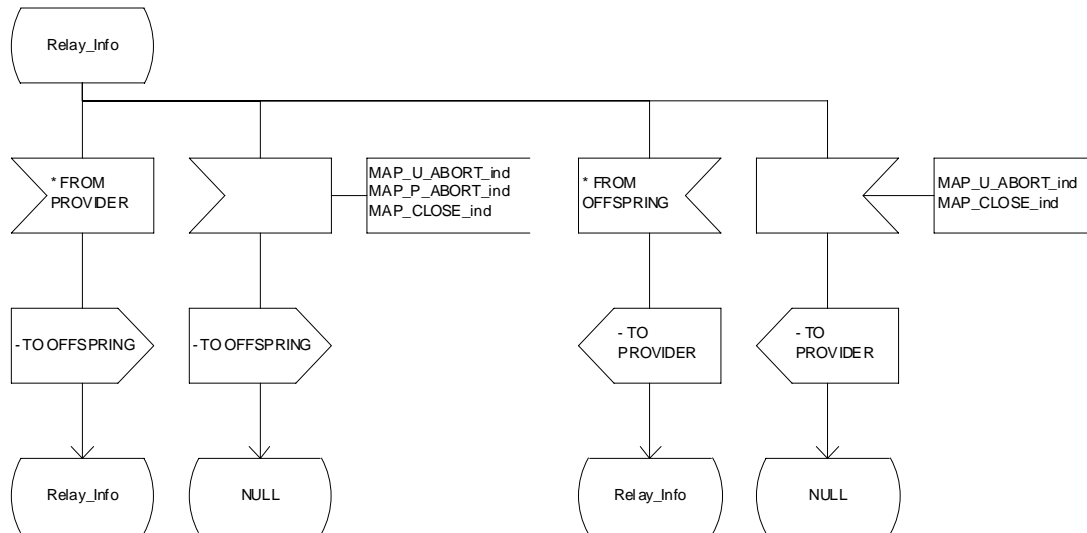 Relay_Info
* FROM
PROVIDER
MAP_U_ABORT_ind
MAP_P_ABORT_ind
MAP_CLOSE_ind
* FROM
OFFSPRING
MAP_U_ABORT_ind
MAP_CLOSE_ind
- TO OFFSPRING
- TO OFFSPRING
- TO
PROVIDER
- TO
PROVIDER
Relay_Info
NULL
Relay_Info
NULL